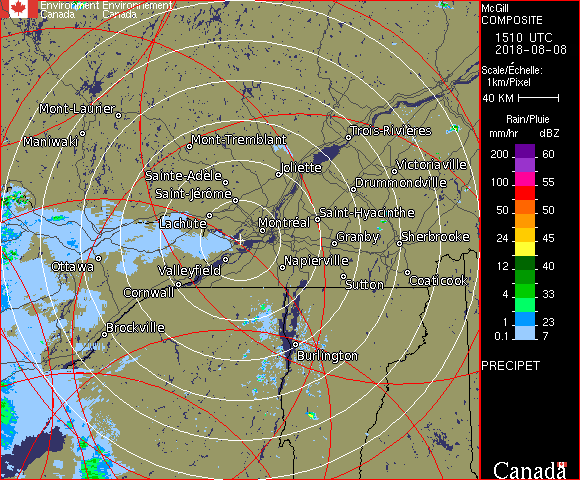 Environment Environnement
Canada Canada
McGill
COMPOSITE
1510 UTC
2018-08-08
Scale/Échelle:
1km/Pixel
40 KM
Rain/Pluie
mm/hr dBZ
200 60
100 55
50 50
24 45
12 40
4 33
1 23
0.1 7
PRECIPET
Canada
Mont-Laurier
Maniwaki
Mont-Tremblant
Trois-Rivières
Joliette
Victoriaville
Sainte-Adèle
Drummondville
Saint-Jérôme
Lachute
Saint-Hyacinthe
Montréal
Granby
Sherbrooke
Ottawa
Valleyfield
Napierville
Cornwall
Sutton
Coaticook
Brockville
Burlington